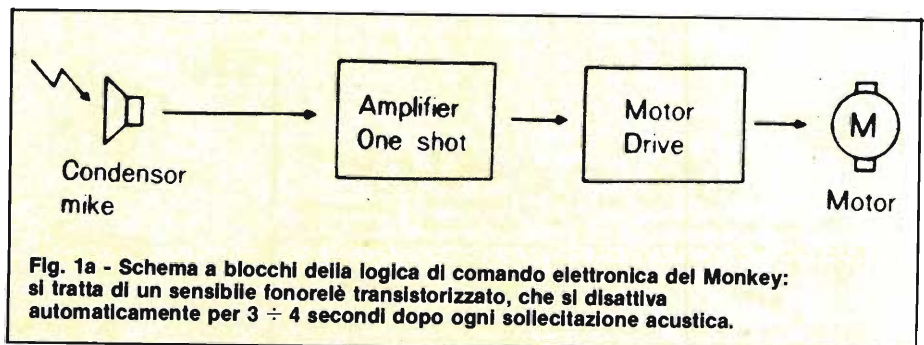 Condensor
mike
Amplifier
One shot
Motor
Drive
M
Motor
Fig. 1a - Schema a blocchi della logica di comando elettronica del Monkey:
si tratta di un sensibile fonorelè transistorizzato, che si disattiva
automaticamente per 3 ÷ 4 secondi dopo ogni sollecitazione acustica.